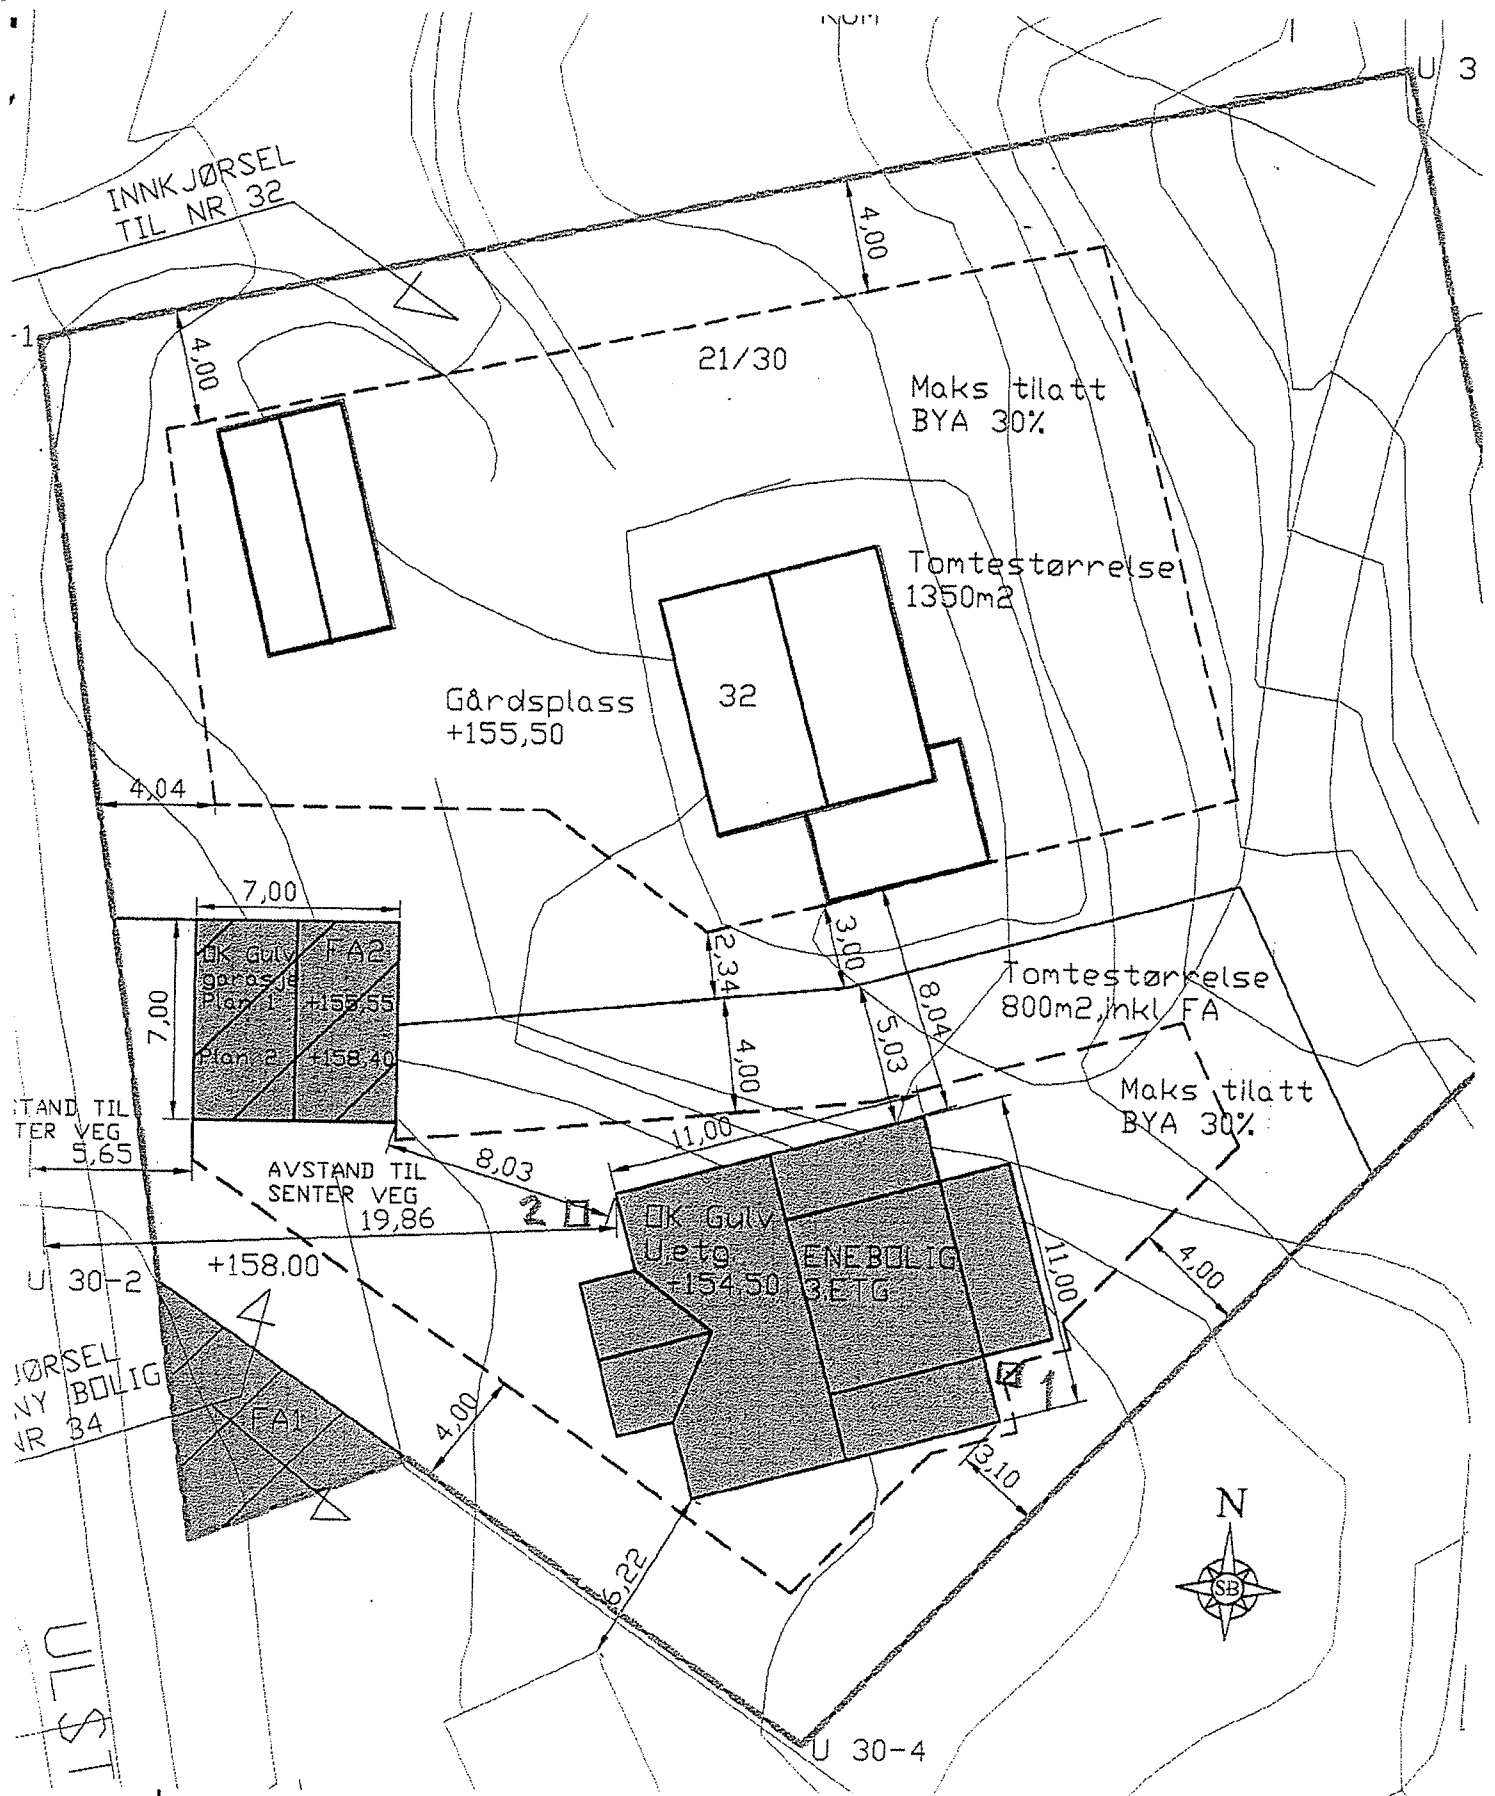 U 3
INNKJØRSEL
TIL NR 32
4,00
-1
4,00
21/30
Maks tilatt
BYA 30%
Tomtestørrelse
1350m2
32
Gårdsplass
+155,50
4,04
7,00
OK Gulv
garasje
Plan 1
+155,55
FA2
Plan 2
+158,40
7,00
2,34
3,00
8,04
5,03
4,00
Tomtestørrelse
800m2,inkl FA
Maks tilatt
BYA 30%
STAND TIL
TER VEG
5,65
11,00
8,03
AVSTAND TIL
SENTER VEG
19,86
2
OK Gulv
U.etg
+154,50
ENEBOLIG
3.ETG
11,00
4,00
U 30-2
+158.00
JØRSEL
NY BOLIG
NR 34
FA1
4,00
1
3,10
6,22
N
SB
ULST
U 30-4